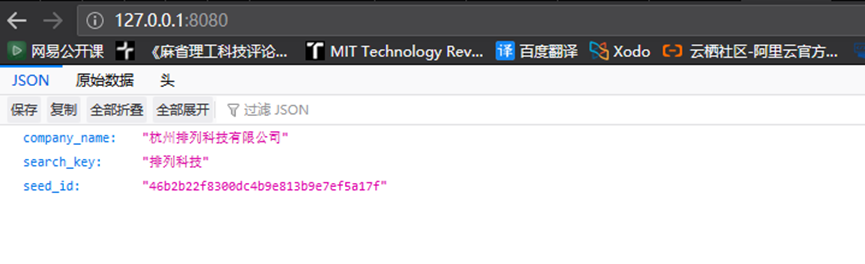 127.0.0.1:8080
网易公开课 《麻省理工科技评论... MIT Technology Rev... 译 百度翻译 Xodo 云栖社区-阿里云官方...
JSON 原始数据 头
保存 复制 全部折叠 全部展开 过滤 JSON
company_name: "杭州排列科技有限公司"
search_key: "排列科技"
seed_id: "46b2b22f8300dc4b9e813b9e7ef5a17f"